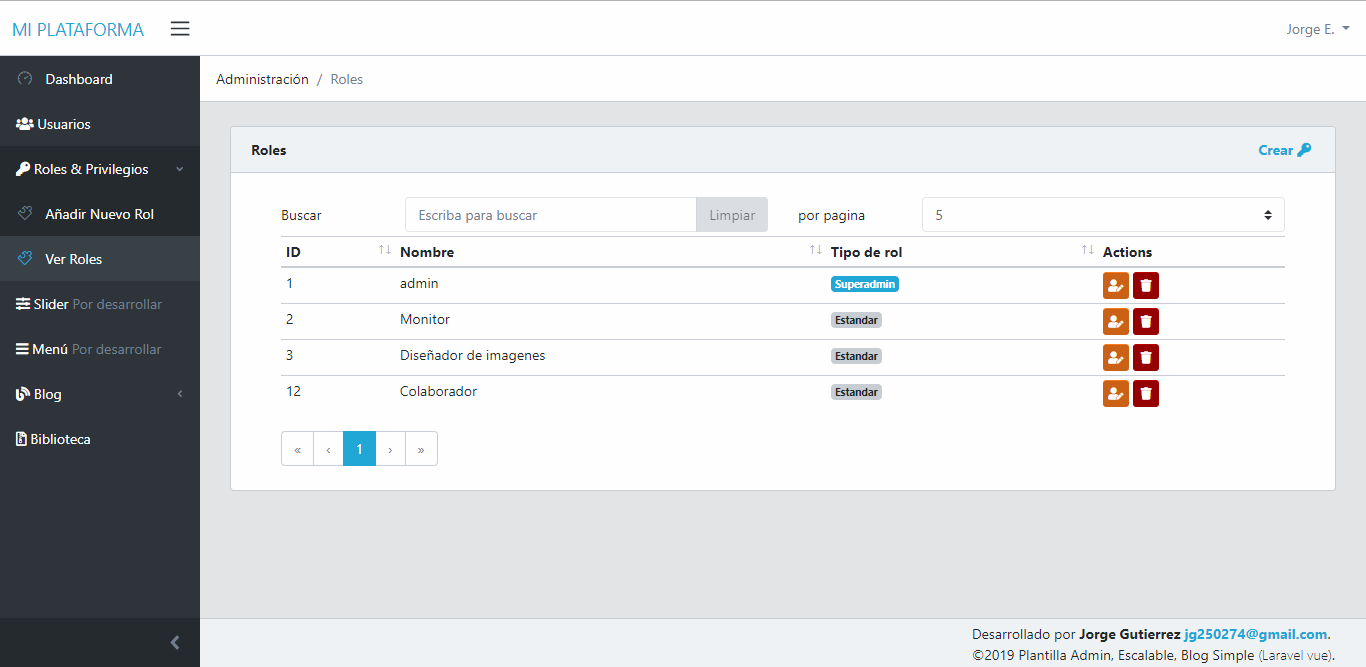 MI PLATAFORMA
Jorge E.
Dashboard
Usuarios
Roles & Privilegios
Añadir Nuevo Rol
Ver Roles
Slider Por desarrollar
Menú Por desarrollar
Blog
Biblioteca
Administración / Roles
Roles Crear
Buscar Escriba para buscar Limpiar por pagina 5
ID Nombre Tipo de rol Actions
1 admin Superadmin
2 Monitor Estandar
3 Diseñador de imagenes Estandar
12 Colaborador Estandar
« ‹ 1 › »
Desarrollado por Jorge Gutierrez jg250274@gmail.com.
©2019 Plantilla Admin, Escalable, Blog Simple (Laravel vue).